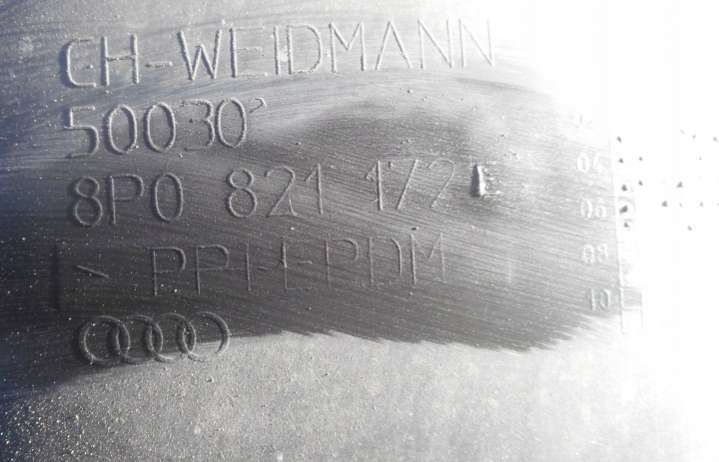 CH-WEIDMANN
50030
8P0 821 172
> PP+EPDM
04
06
08
10